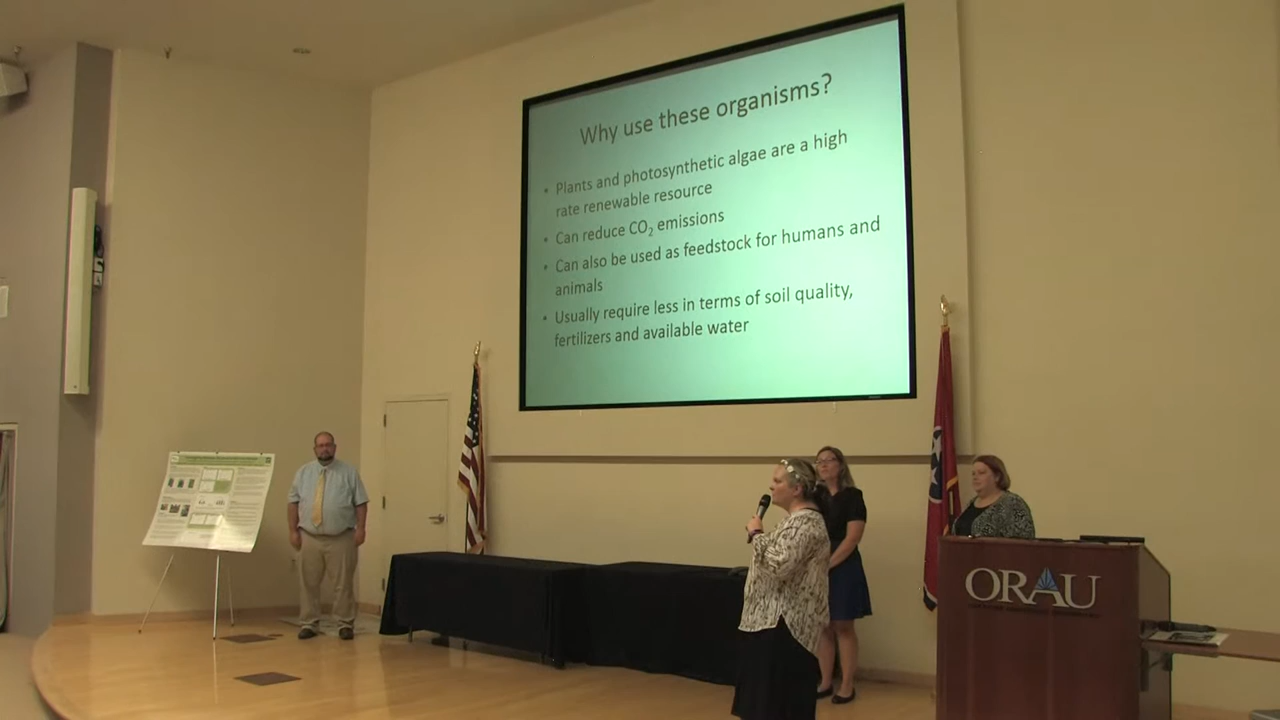 Why use these organisms?
• Plants and photosynthetic algae are a high
rate renewable resource
• Can reduce CO₂ emissions
• Can also be used as feedstock for humans and
animals
• Usually require less in terms of soil quality,
fertilizers and available water
ORAU